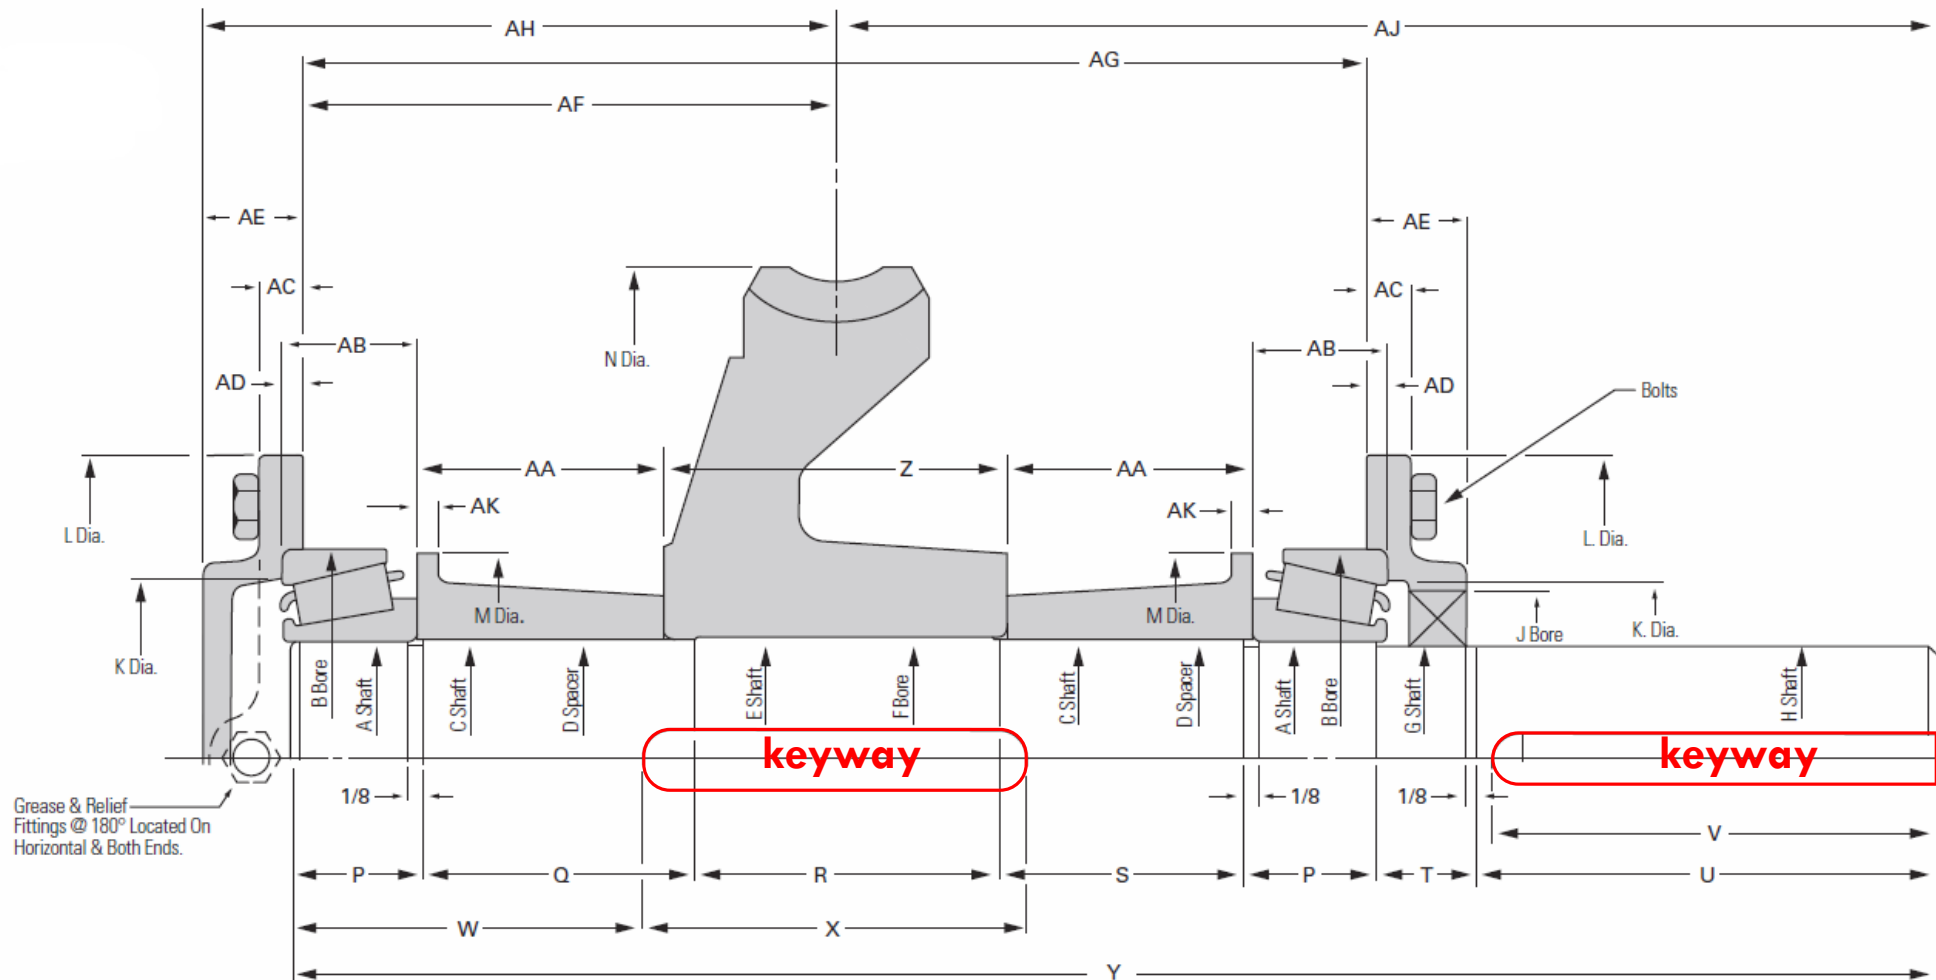 AH
AJ
AG
AF
AE
AE
AC
AC
AB
AB
N Dia.
AD
AD
Bolts
AA
Z
AA
AK
AK
L Dia.
L. Dia.
M Dia.
M Dia.
J Bore
K. Dia.
K Dia.
B Bore
A Shaft
C Shaft
D Spacer
E Shaft
F Bore
C Shaft
D Spacer
A Shaft
B Bore
G Shaft
H Shaft
keyway
keyway
Grease & Relief
Fittings @ 180° Located On
Horizontal & Both Ends.
1/8
1/8
1/8
V
P
Q
R
S
P
T
U
W
X
Y